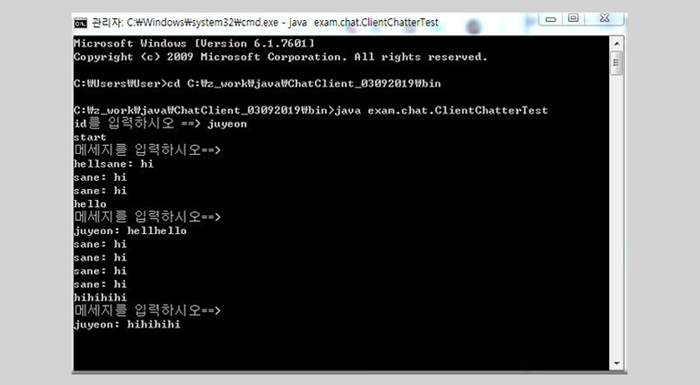 관리자: C:₩Windows₩system32₩cmd.exe - java  exam.chat.ClientChatterTest
Microsoft Windows [Version 6.1.7601]
Copyright (c) 2009 Microsoft Corporation. All rights reserved.
C:₩Users₩User>cd C:₩z_work₩java₩ChatClient_03092019₩bin
C:₩z_work₩java₩ChatClient_03092019₩bin>java exam.chat.ClientChatterTest
id를 입력하시오 ==> juyeon
start
메세지를 입력하시오==>
hellsane: hi
sane: hi
sane: hi
hello
메세지를 입력하시오==>
juyeon: hellhello
sane: hi
sane: hi
sane: hi
sane: hi
hihihihi
메세지를 입력하시오==>
juyeon: hihihihi